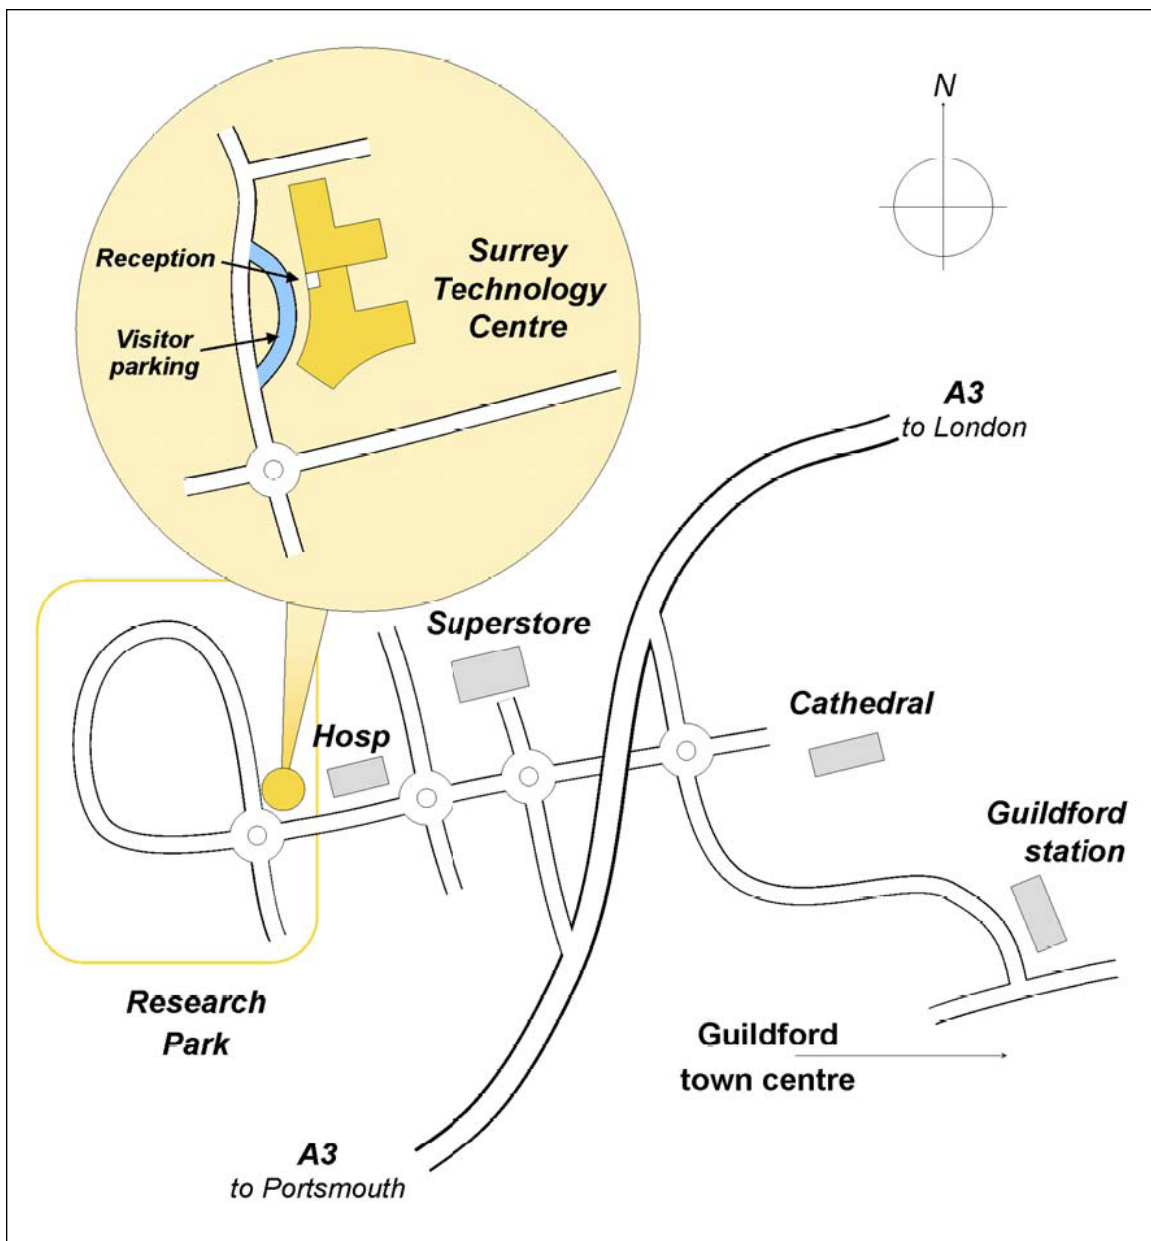 N
Reception
Surrey
Technology
Centre
Visitor
parking
A3
to London
Superstore
Cathedral
Hosp
Guildford
station
Research
Park
Guildford
town centre
A3
to Portsmouth